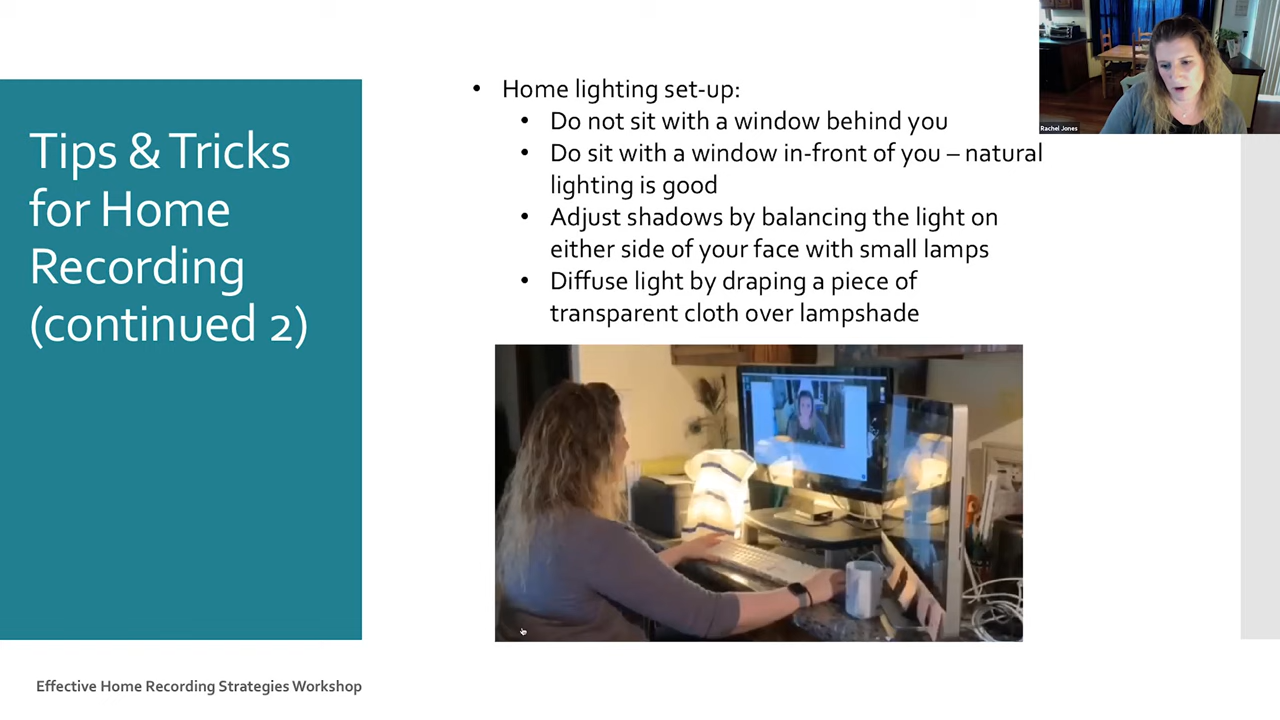 Tips & Tricks
for Home
Recording
(continued 2)
• Home lighting set-up:
• Do not sit with a window behind you
• Do sit with a window in-front of you – natural
lighting is good
• Adjust shadows by balancing the light on
either side of your face with small lamps
• Diffuse light by draping a piece of
transparent cloth over lampshade
Rachel Jones
Effective Home Recording Strategies Workshop